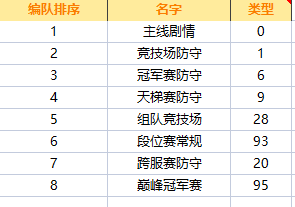 编队排序 名字 类型
1 主线剧情 0
2 竞技场防守 1
3 冠军赛防守 6
4 天梯赛防守 9
5 组队竞技场 28
6 段位赛常规 93
7 跨服赛防守 20
8 巅峰冠军赛 95